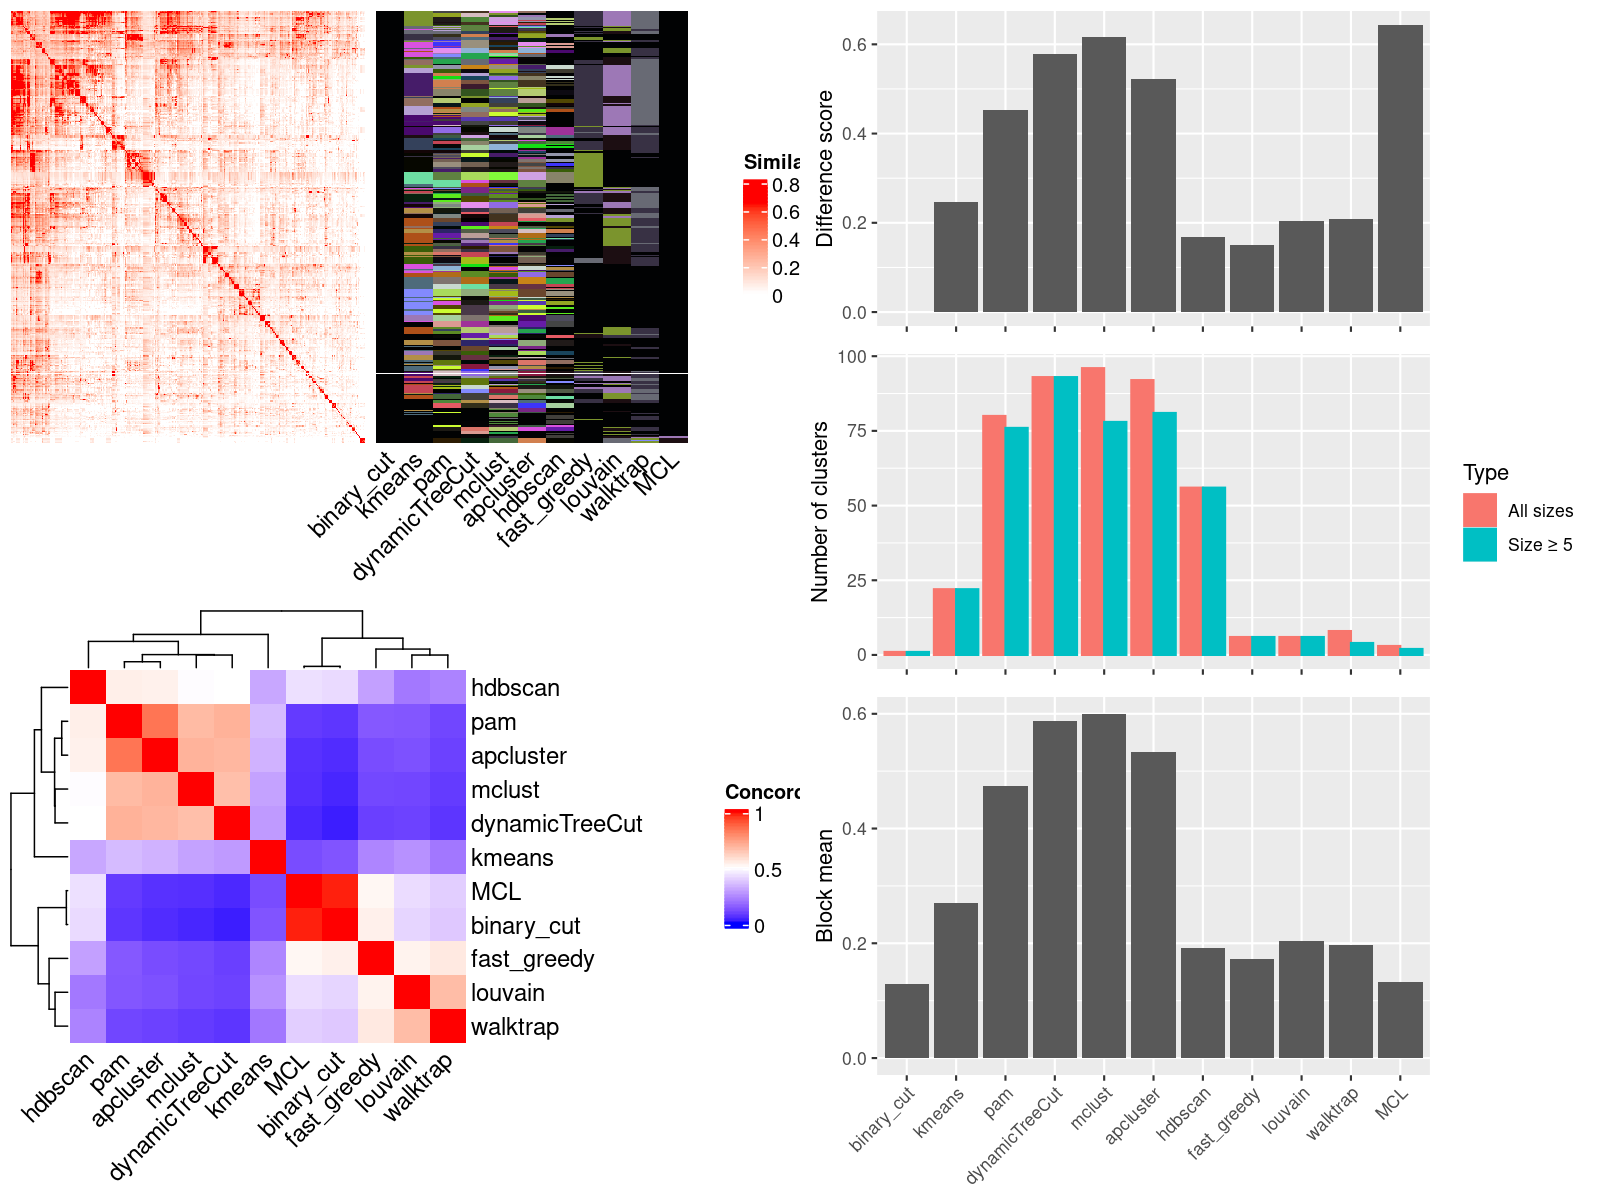 Simila
0.8
0.6
0.4
0.2
0
binary_cut
kmeans
pam
dynamicTreeCut
mclust
apcluster
hdbscan
fast_greedy
louvain
walktrap
MCL
hdbscan
pam
apcluster
mclust
dynamicTreeCut
kmeans
MCL
binary_cut
fast_greedy
louvain
walktrap
hdbscan
pam
apcluster
mclust
dynamicTreeCut
kmeans
MCL
binary_cut
fast_greedy
louvain
walktrap
Concord
1
0.5
0
Difference score
0.6
0.4
0.2
0.0
Number of clusters
100
75
50
25
0
Type
All sizes
Size ≥ 5
Block mean
0.6
0.4
0.2
0.0
binary_cut
kmeans
pam
dynamicTreeCut
mclust
apcluster
hdbscan
fast_greedy
louvain
walktrap
MCL